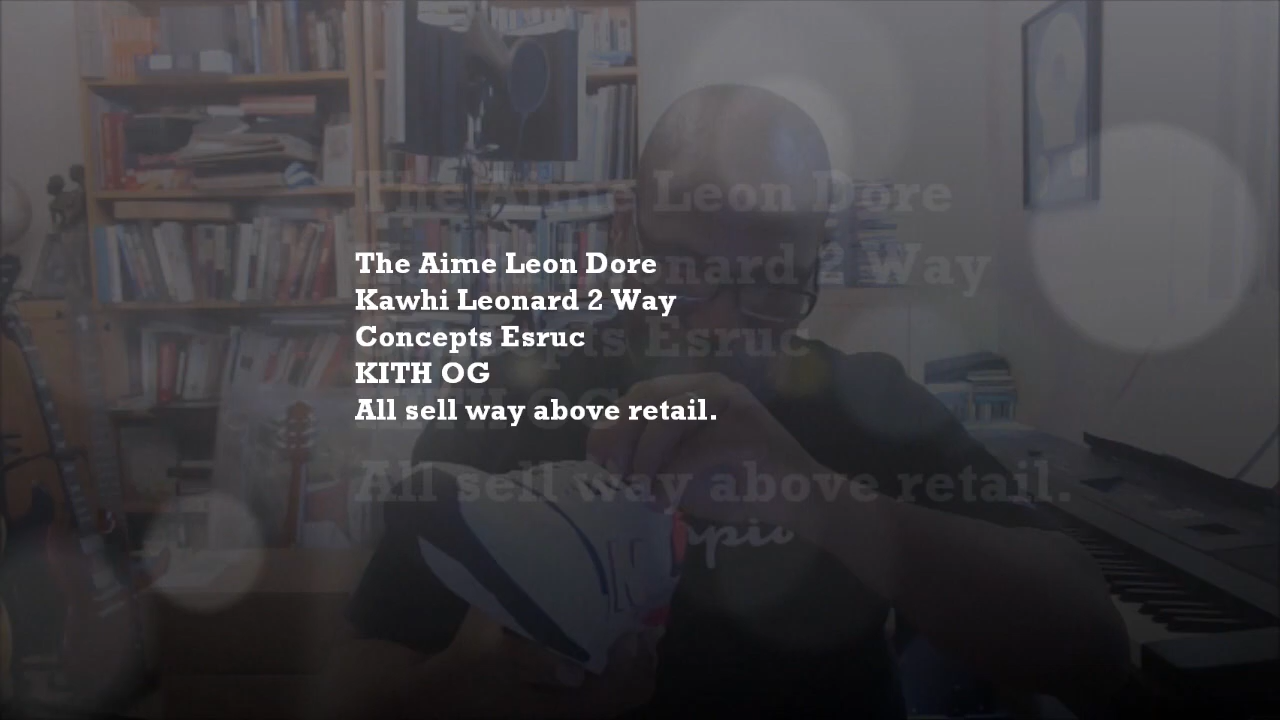 The Aime Leon Dore
Kawhi Leonard 2 Way
Concepts Esruc
KITH OG
All sell way above retail.